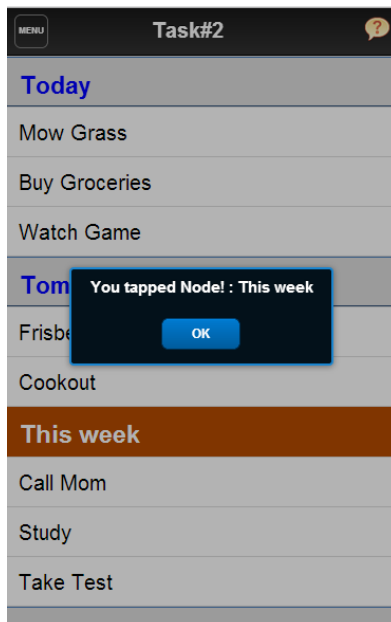 MENU
Task#2
?
Today
Mow Grass
Buy Groceries
Watch Game
Tom
You tapped Node! : This week
Frisbe
OK
Cookout
This week
Call Mom
Study
Take Test